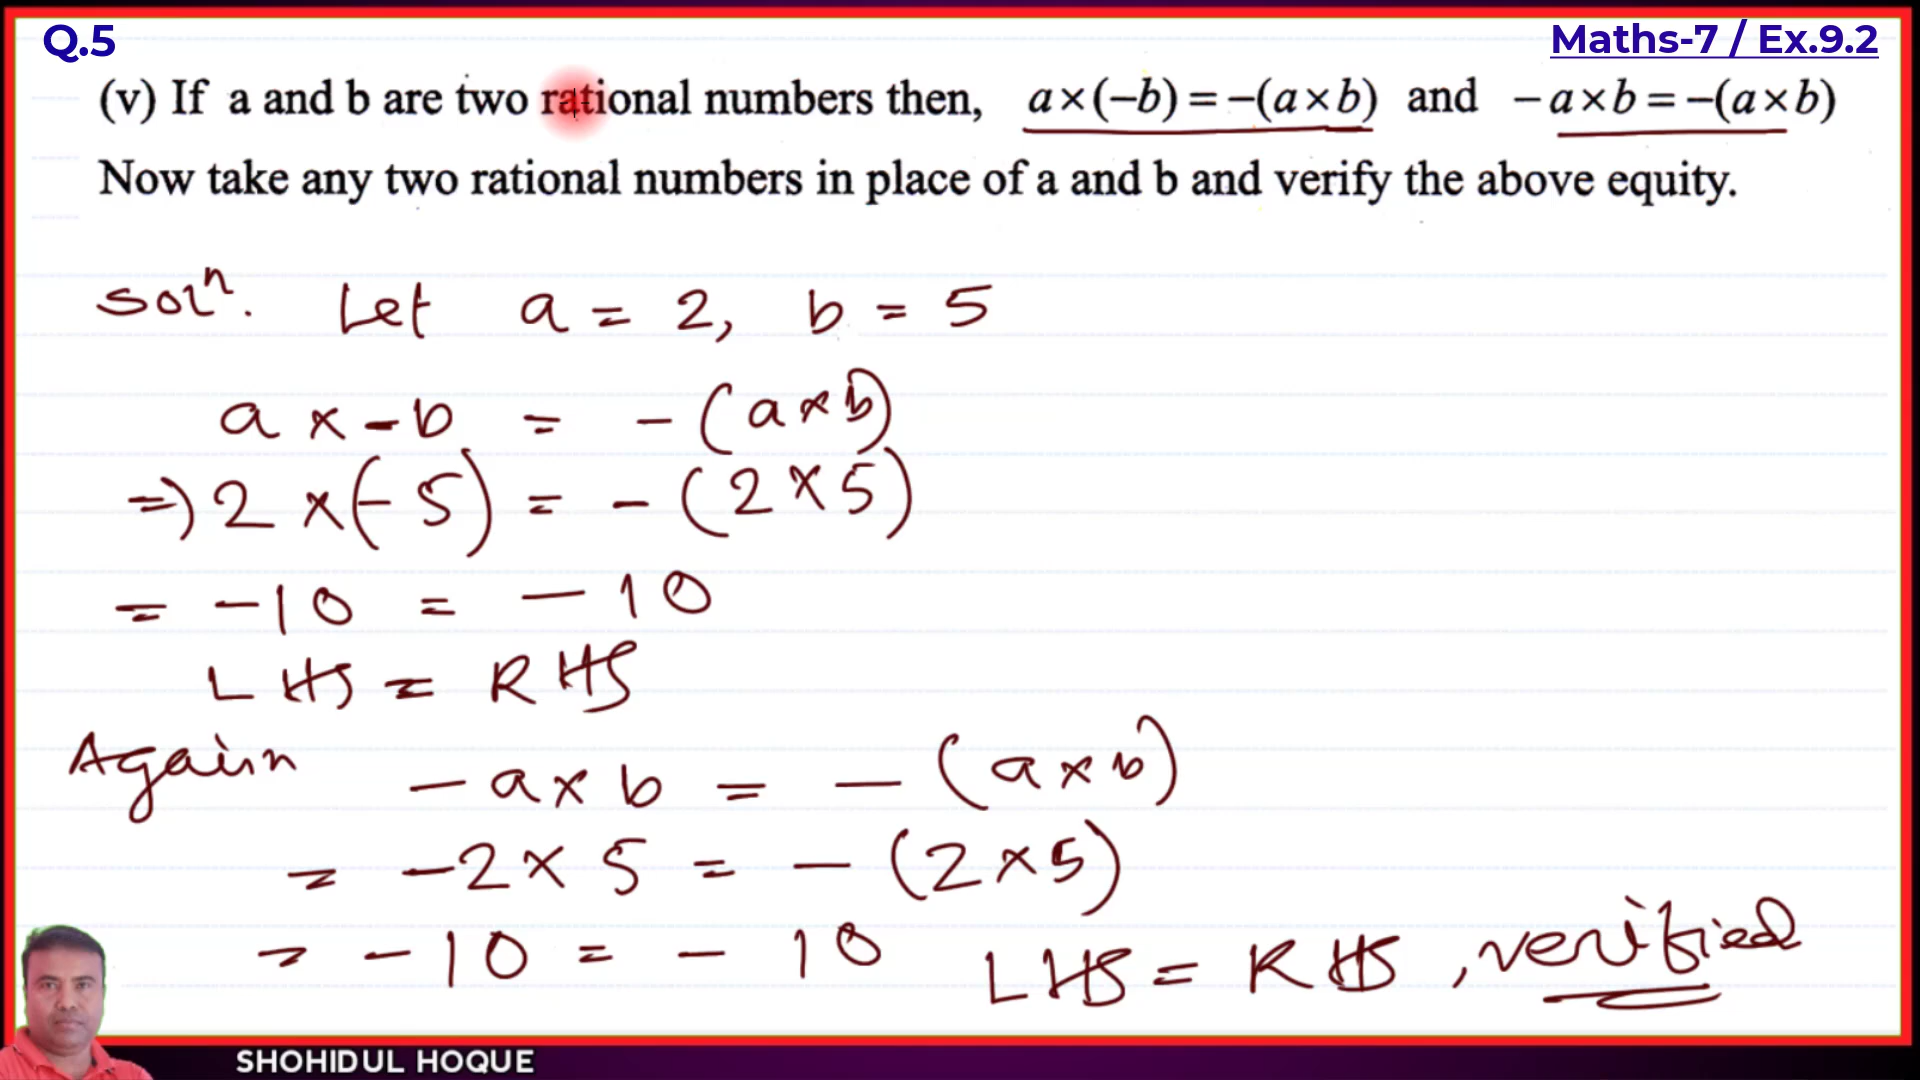 Q.5 Maths-7 / Ex.9.2
(v) If a and b are two rational numbers then, a×(−b)=−(a×b) and −a×b=−(a×b)
Now take any two rational numbers in place of a and b and verify the above equity.
Solⁿ. Let a = 2, b = 5
a × - b = - (a × b)
⇒ 2 × (- 5) = - (2 × 5)
= -10 = - 10
LHS = RHS
Again - a × b = - (a × b)
= -2 × 5 = - (2 × 5)
= -10 = - 10 LHS = RHS, verified
SHOHIDUL HOQUE